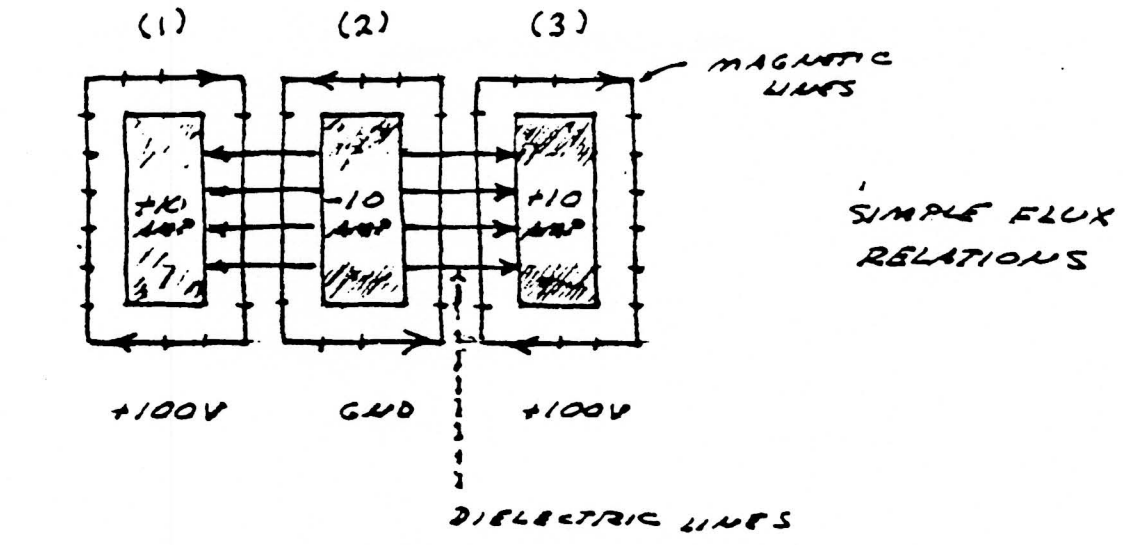 (1) (2) (3)
MAGNETIC
LINES
+10 -10 +10
AMP AMP AMP
SIMPLE FLUX
RELATIONS
+100V GND +100V
DIELECTRIC LINES